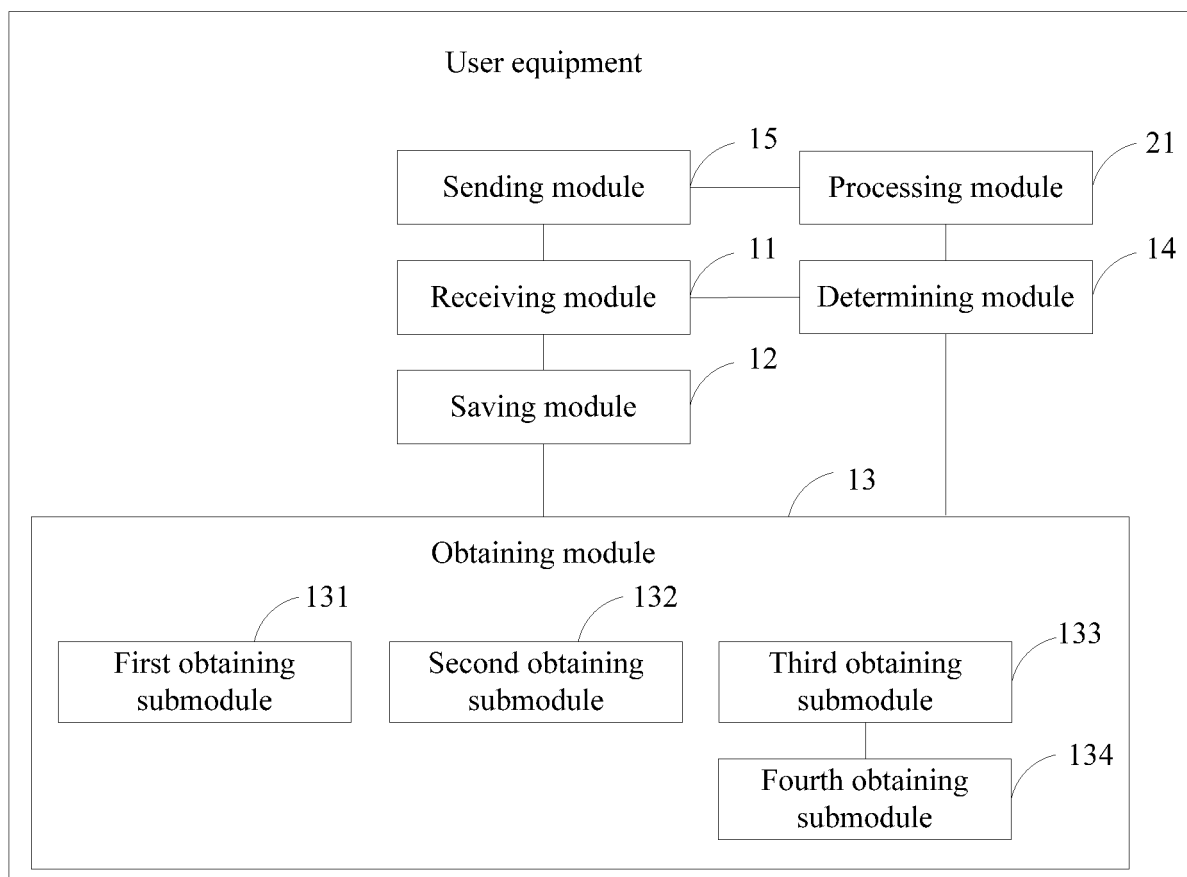 User equipment
15
21
Sending module
Processing module
11
14
Receiving module
Determining module
12
Saving module
13
Obtaining module
131
132
133
First obtaining
submodule
Second obtaining
submodule
Third obtaining
submodule
134
Fourth obtaining
submodule